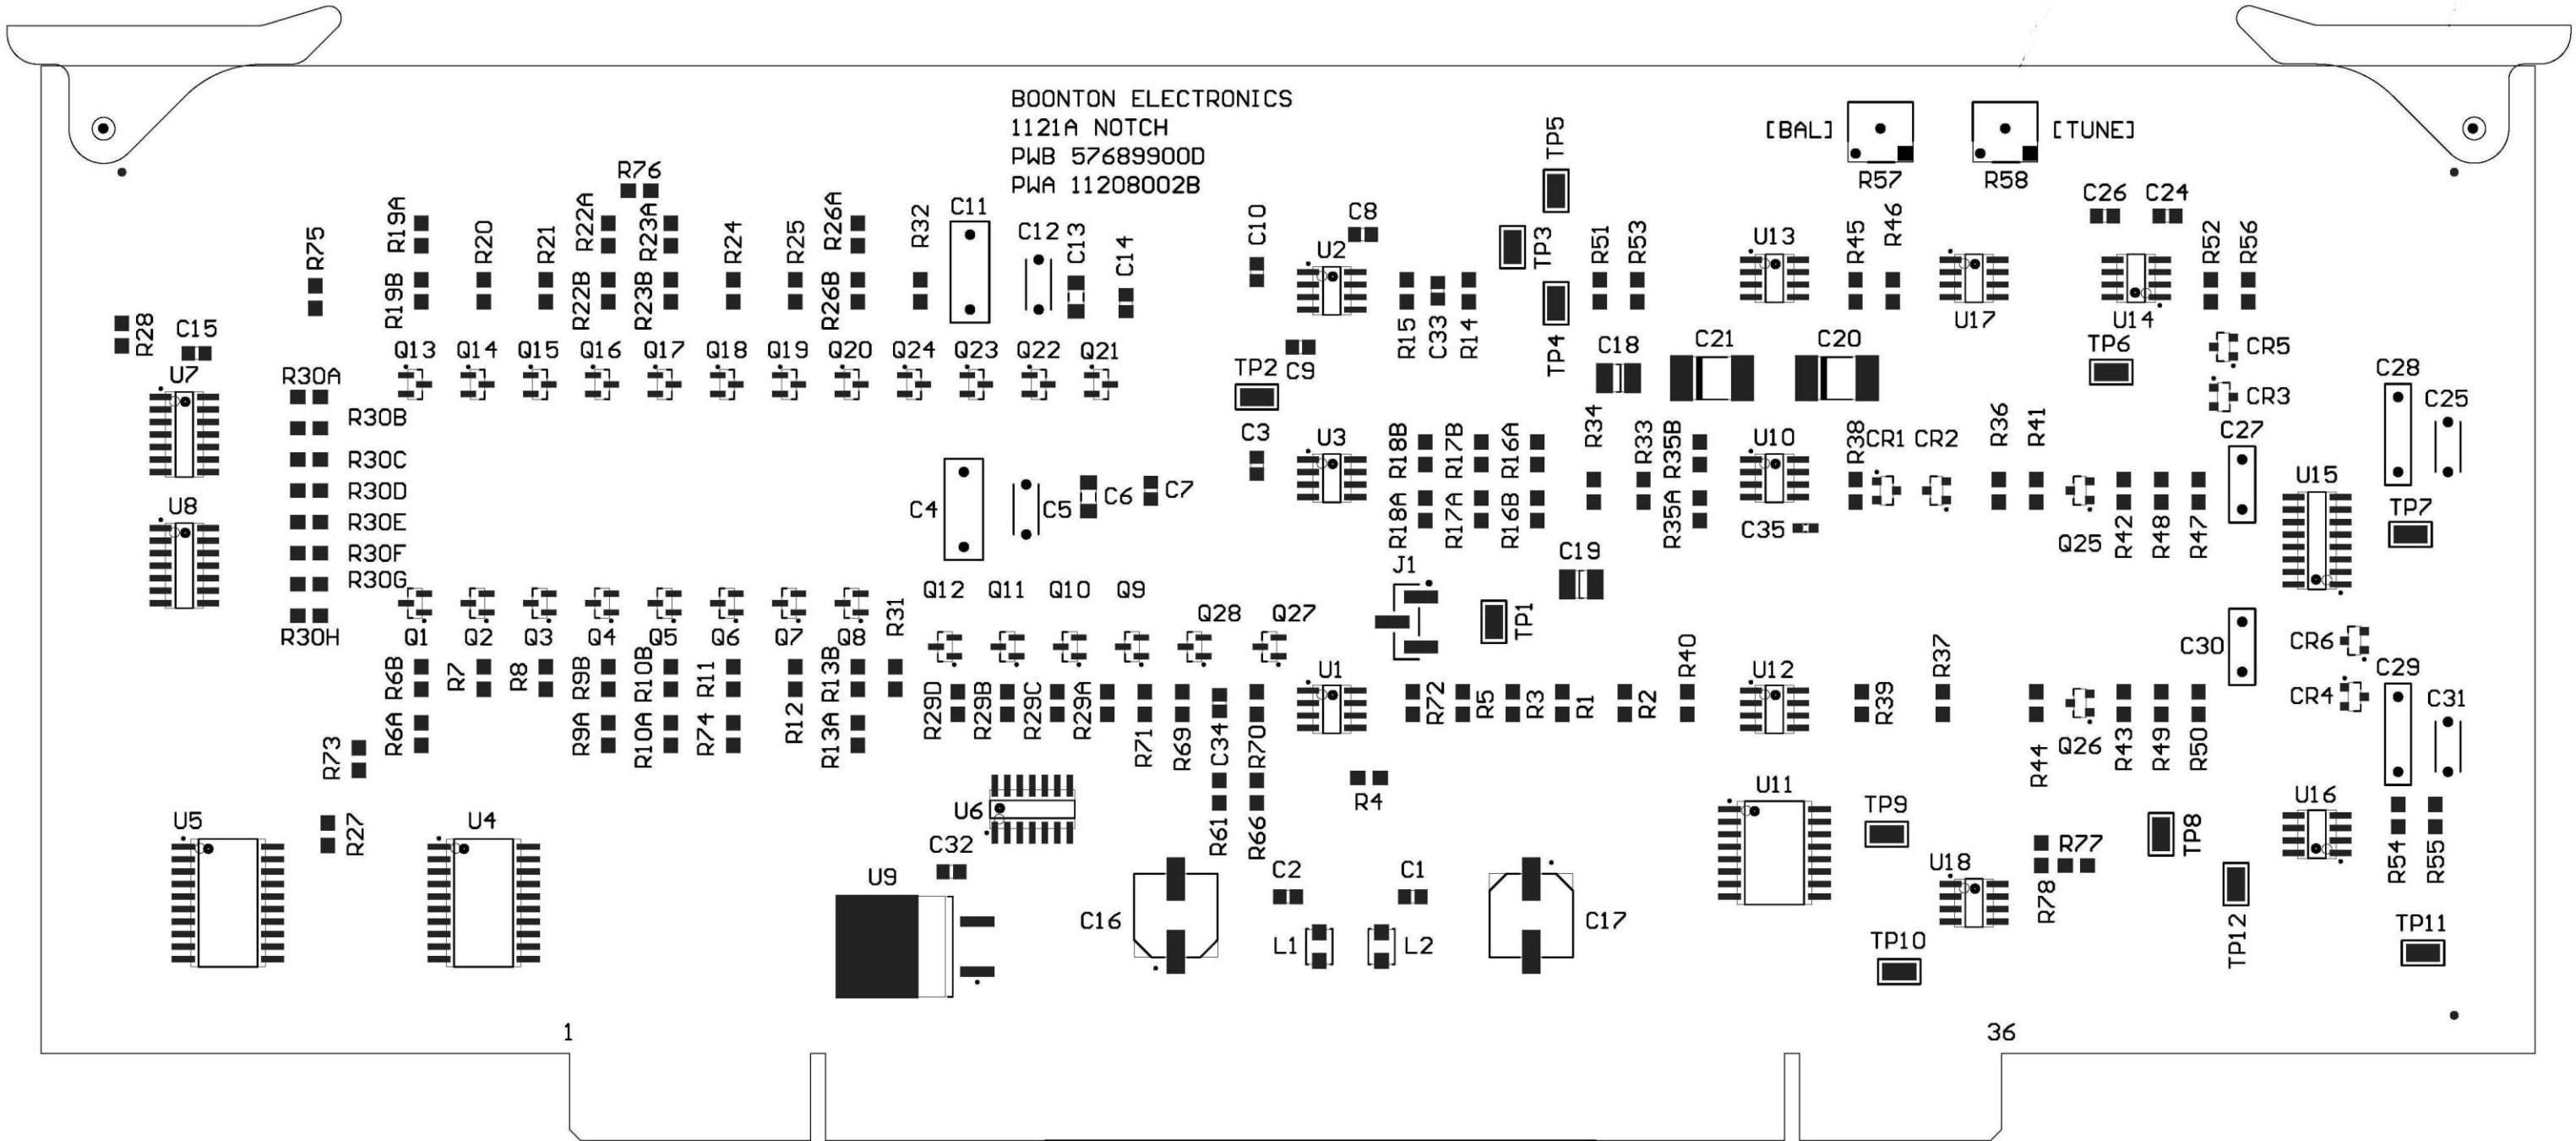 BOONTON ELECTRONICS
1121A NOTCH
PWB 57689900D
PWA 11208002B
[BAL]
[TUNE]
R57
R58
TP5
R76
R19A
R20
R21
R22A
R23A
R24
R25
R26A
R32
C11
C12
C13
C14
C10
C8
U2
TP3
R51
R53
U13
R45
R46
U17
C26
C24
U14
R52
R56
R75
R19B
R22B
R23B
R26B
R28
C15
U7
Q13
Q14
Q15
Q16
Q17
Q18
Q19
Q20
Q24
Q23
Q22
Q21
TP2
C9
R15
C33
R14
TP4
C18
C21
C20
TP6
CR5
CR3
C28
C25
R30A
R30B
R30C
R30D
R30E
R30F
R30G
R30H
U8
C4
C5
C6
C7
C3
U3
R18B
R17B
R16A
R18A
R17A
R16B
R34
R33
R35B
R35A
U10
C35
R38
CR1
CR2
R36
R41
Q25
R42
R48
R47
C27
U15
TP7
C19
J1
TP1
Q12
Q11
Q10
Q9
Q28
Q27
Q1
Q2
Q3
Q4
Q5
Q6
Q7
Q8
R31
R6B
R7
R8
R9B
R10B
R11
R12
R13B
R6A
R9A
R10A
R74
R13A
R29D
R29B
R29C
R29A
R71
R69
C34
R70
U1
R72
R5
R3
R1
R2
R40
U12
R39
R37
R44
Q26
R43
R49
R50
C30
CR6
CR4
C29
C31
R73
R27
U5
U4
U6
C32
U9
R61
R66
R4
U11
TP9
U18
R77
R78
TP8
U16
R54
R55
C16
C2
C1
L1
L2
C17
TP10
TP12
TP11
1
36